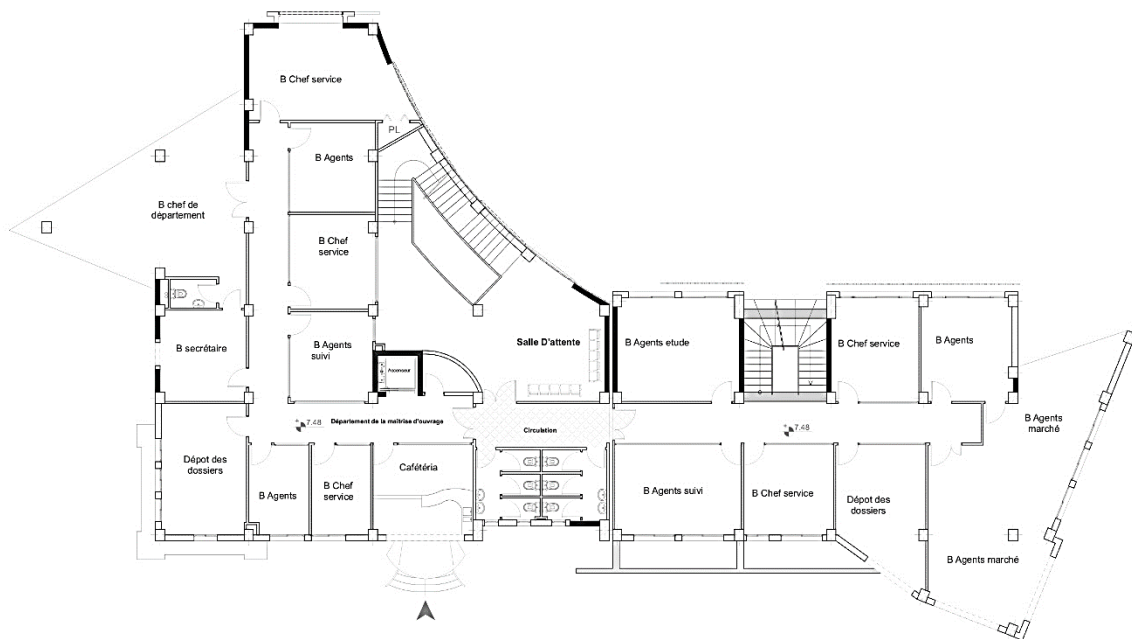 B Chef service
PL
B Agents
B chef de
département
B Chef
service
B secrétaire
B Agents
suivi
Ascenseur
Salle D'attente
B Agents etude
B Chef service
B Agents
B Agents
marché
7.48
Département de la maîtrise d'ouvrage
Circulation
7.48
Dépot des
dossiers
B Agents
B Chef
service
Cafétéria
B Agents suivi
B Chef service
Dépot des
dossiers
B Agents marché